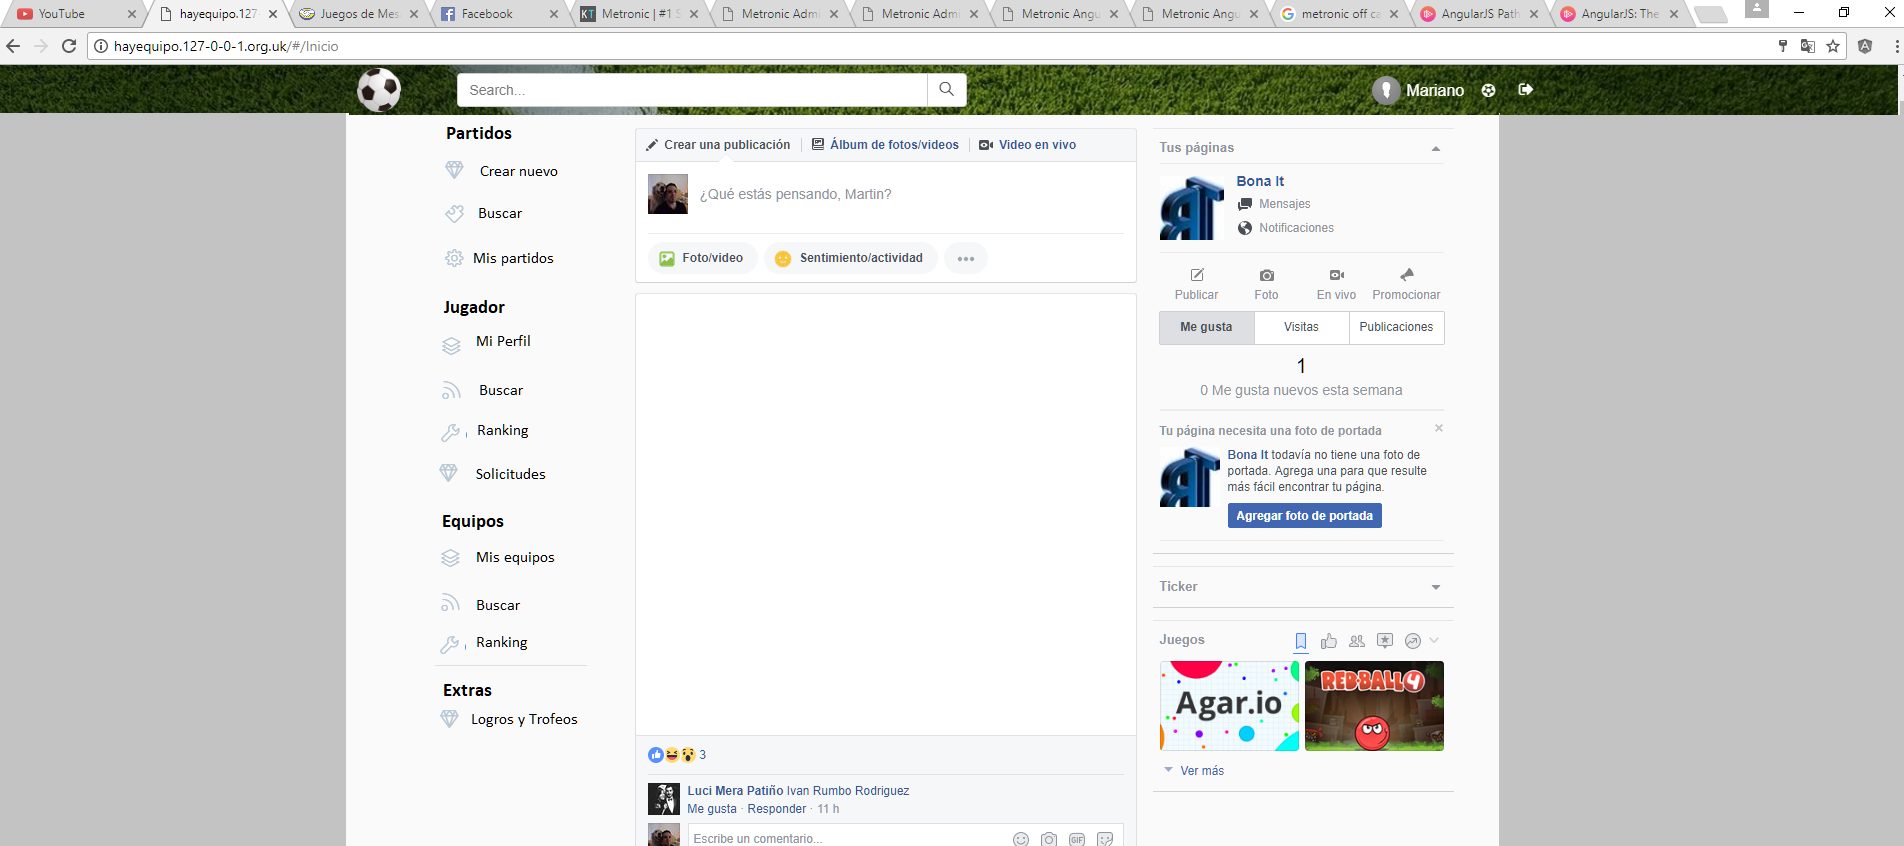 YouTube
hayequipo.127-
Juegos de Mes
Facebook
Metronic | #1 S
Metronic Admi
Metronic Admi
Metronic Angu
Metronic Angu
metronic off ca
AngularJS Path
AngularJS: The
hayequipo.127-0-0-1.org.uk/#/Inicio
Search...
Mariano
Partidos
Crear nuevo
Buscar
Mis partidos
Jugador
Mi Perfil
Buscar
Ranking
Solicitudes
Equipos
Mis equipos
Buscar
Ranking
Extras
Logros y Trofeos
Crear una publicación
Álbum de fotos/videos
Video en vivo
¿Qué estás pensando, Martin?
Foto/video
Sentimiento/actividad
3
Luci Mera Patiño Ivan Rumbo Rodriguez
Me gusta · Responder · 11 h
Escribe un comentario...
GIF
Tus páginas
Bona It
Mensajes
Notificaciones
Publicar
Foto
En vivo
Promocionar
Me gusta
Visitas
Publicaciones
1
0 Me gusta nuevos esta semana
Tu página necesita una foto de portada
Bona It todavía no tiene una foto de
portada. Agrega una para que resulte
más fácil encontrar tu página.
Agregar foto de portada
Ticker
Juegos
Agar.io
RED BALL 4
Ver más